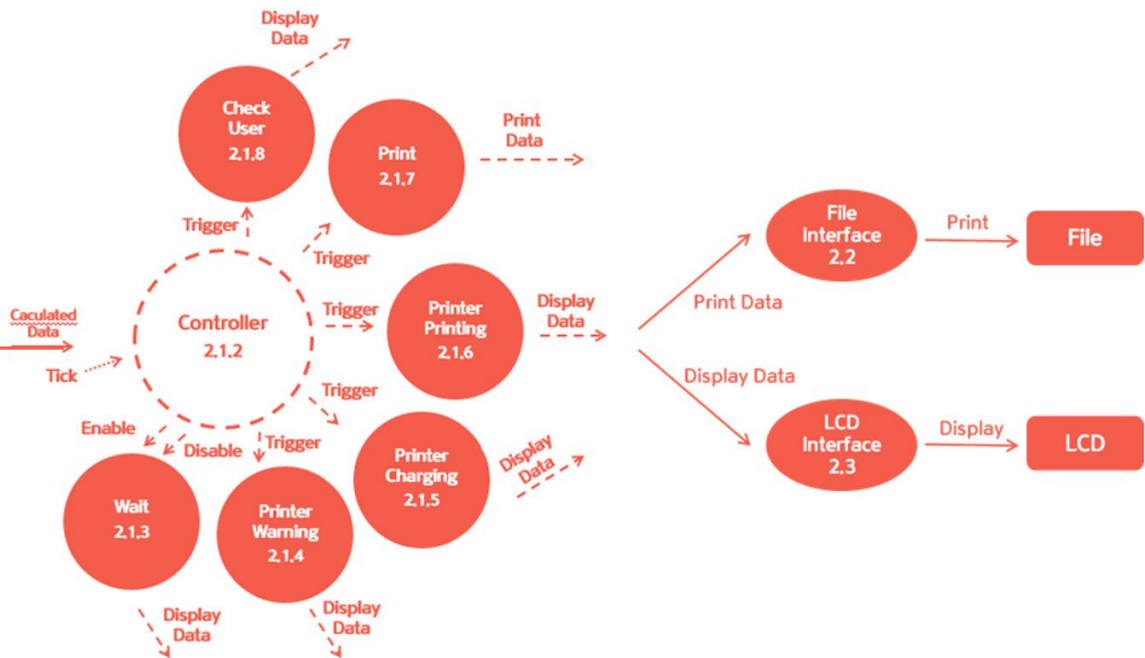 Display
Data
Check
User
2.1.8
Print
2.1.7
Print
Data
Trigger
Trigger
File
Interface
2.2
Print
File
Caculated
Data
Tick
Controller
2.1.2
Trigger
Printer
Printing
2.1.6
Display
Data
Print Data
Display Data
Enable
Disable
Trigger
Trigger
Wait
2.1.3
Printer
Warning
2.1.4
Printer
Charging
2.1.5
Display
Data
LCD
Interface
2.3
Display
LCD
Display
Data
Display
Data